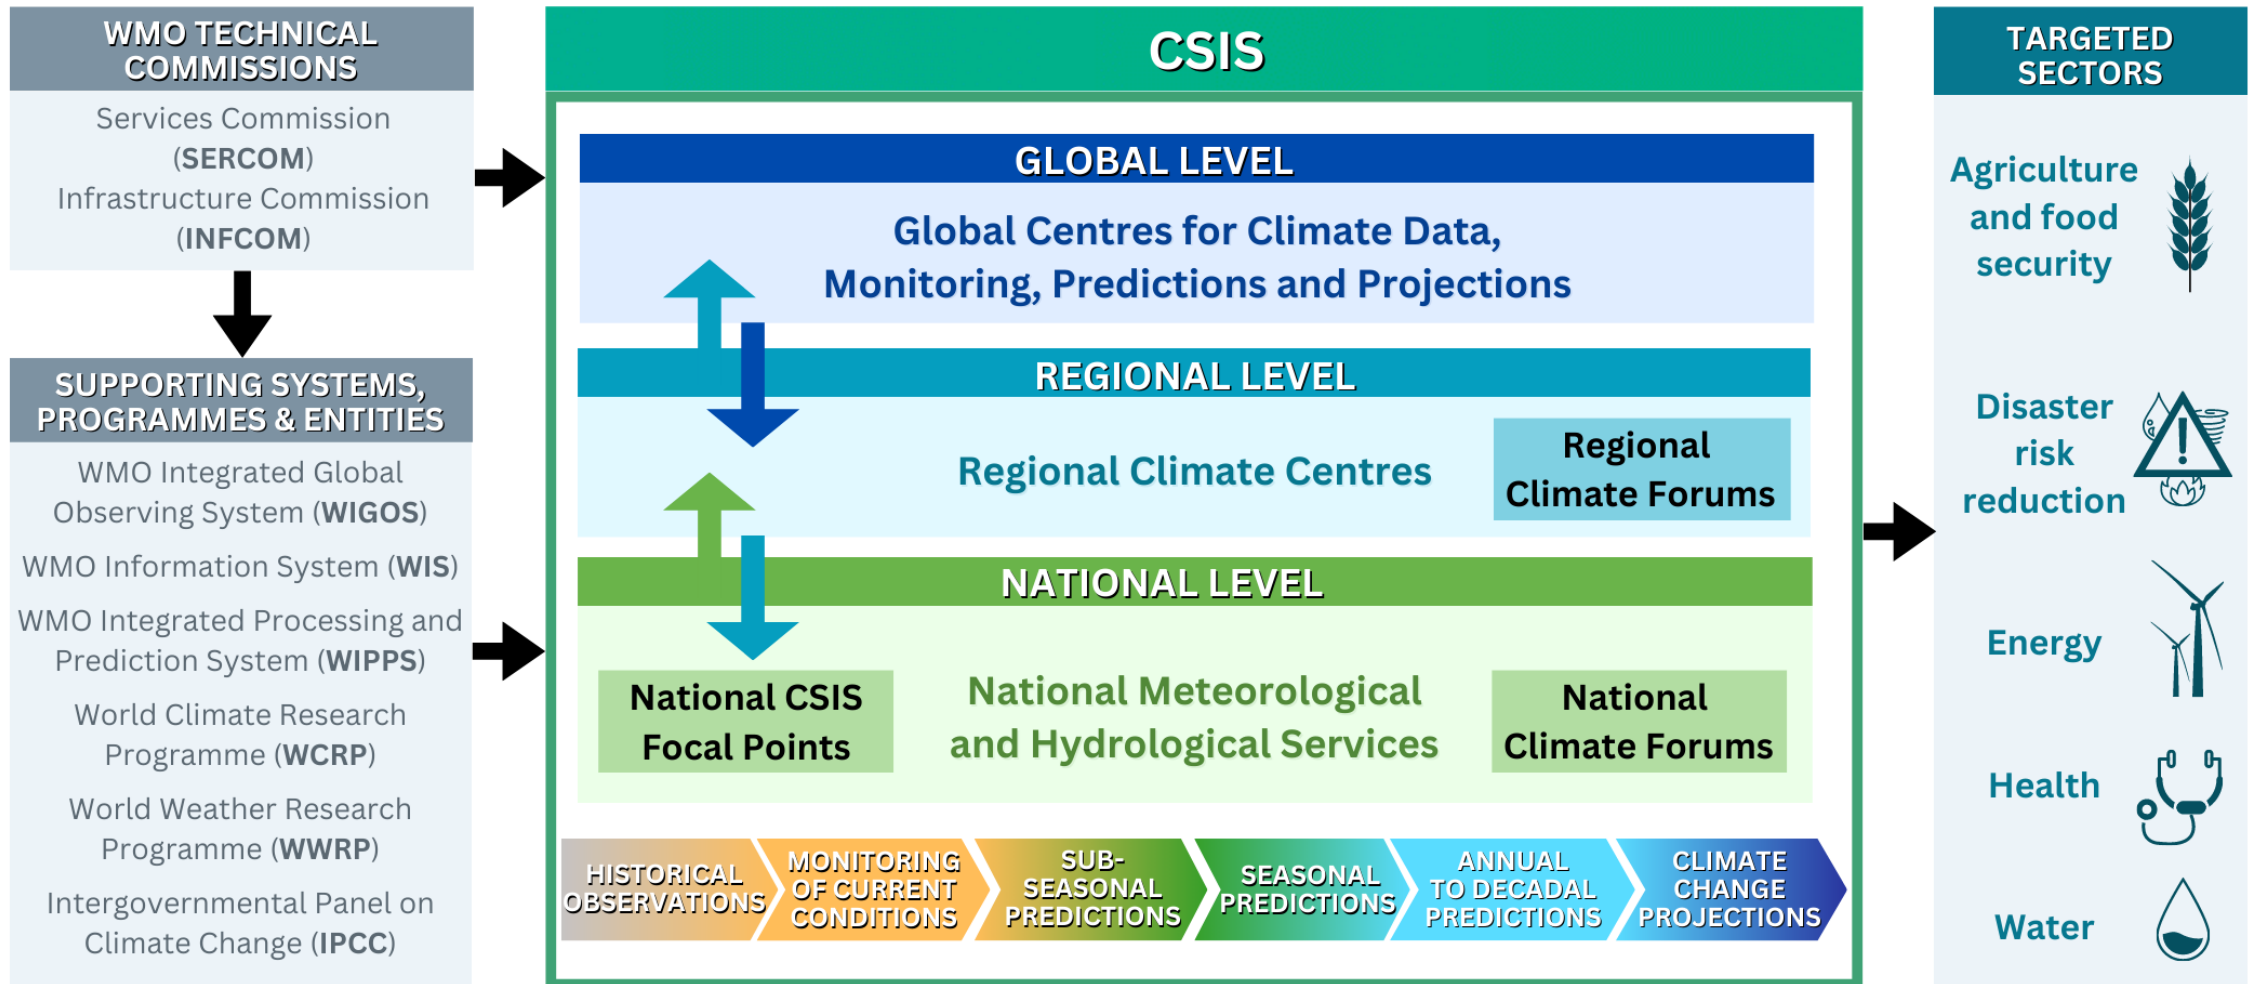 WMO TECHNICAL
COMMISSIONS
Services Commission
(SERCOM)
Infrastructure Commission
(INFCOM)
SUPPORTING SYSTEMS,
PROGRAMMES & ENTITIES
WMO Integrated Global
Observing System (WIGOS)
WMO Information System (WIS)
WMO Integrated Processing and
Prediction System (WIPPS)
World Climate Research
Programme (WCRP)
World Weather Research
Programme (WWRP)
Intergovernmental Panel on
Climate Change (IPCC)
CSIS
GLOBAL LEVEL
Global Centres for Climate Data,
Monitoring, Predictions and Projections
REGIONAL LEVEL
Regional Climate Centres
Regional
Climate Forums
NATIONAL LEVEL
National CSIS
Focal Points
National Meteorological
and Hydrological Services
National
Climate Forums
HISTORICAL
OBSERVATIONS
MONITORING
OF CURRENT
CONDITIONS
SUB-
SEASONAL
PREDICTIONS
SEASONAL
PREDICTIONS
ANNUAL
TO DECADAL
PREDICTIONS
CLIMATE
CHANGE
PROJECTIONS
TARGETED
SECTORS
Agriculture
and food
security
Disaster
risk
reduction
Energy
Health
Water